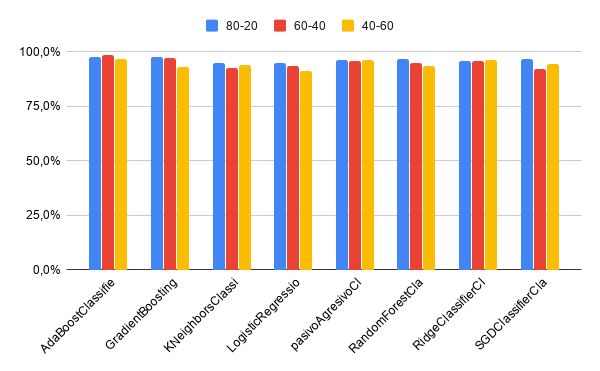 80-20 60-40 40-60
100,0%
75,0%
50,0%
25,0%
0,0%
AdaBoostClassifie
GradientBoosting
KNeighborsClassi
LogisticRegressio
pasivoAgresivoCl
RandomForestCla
RidgeClassifierCl
SGDClassifierCla